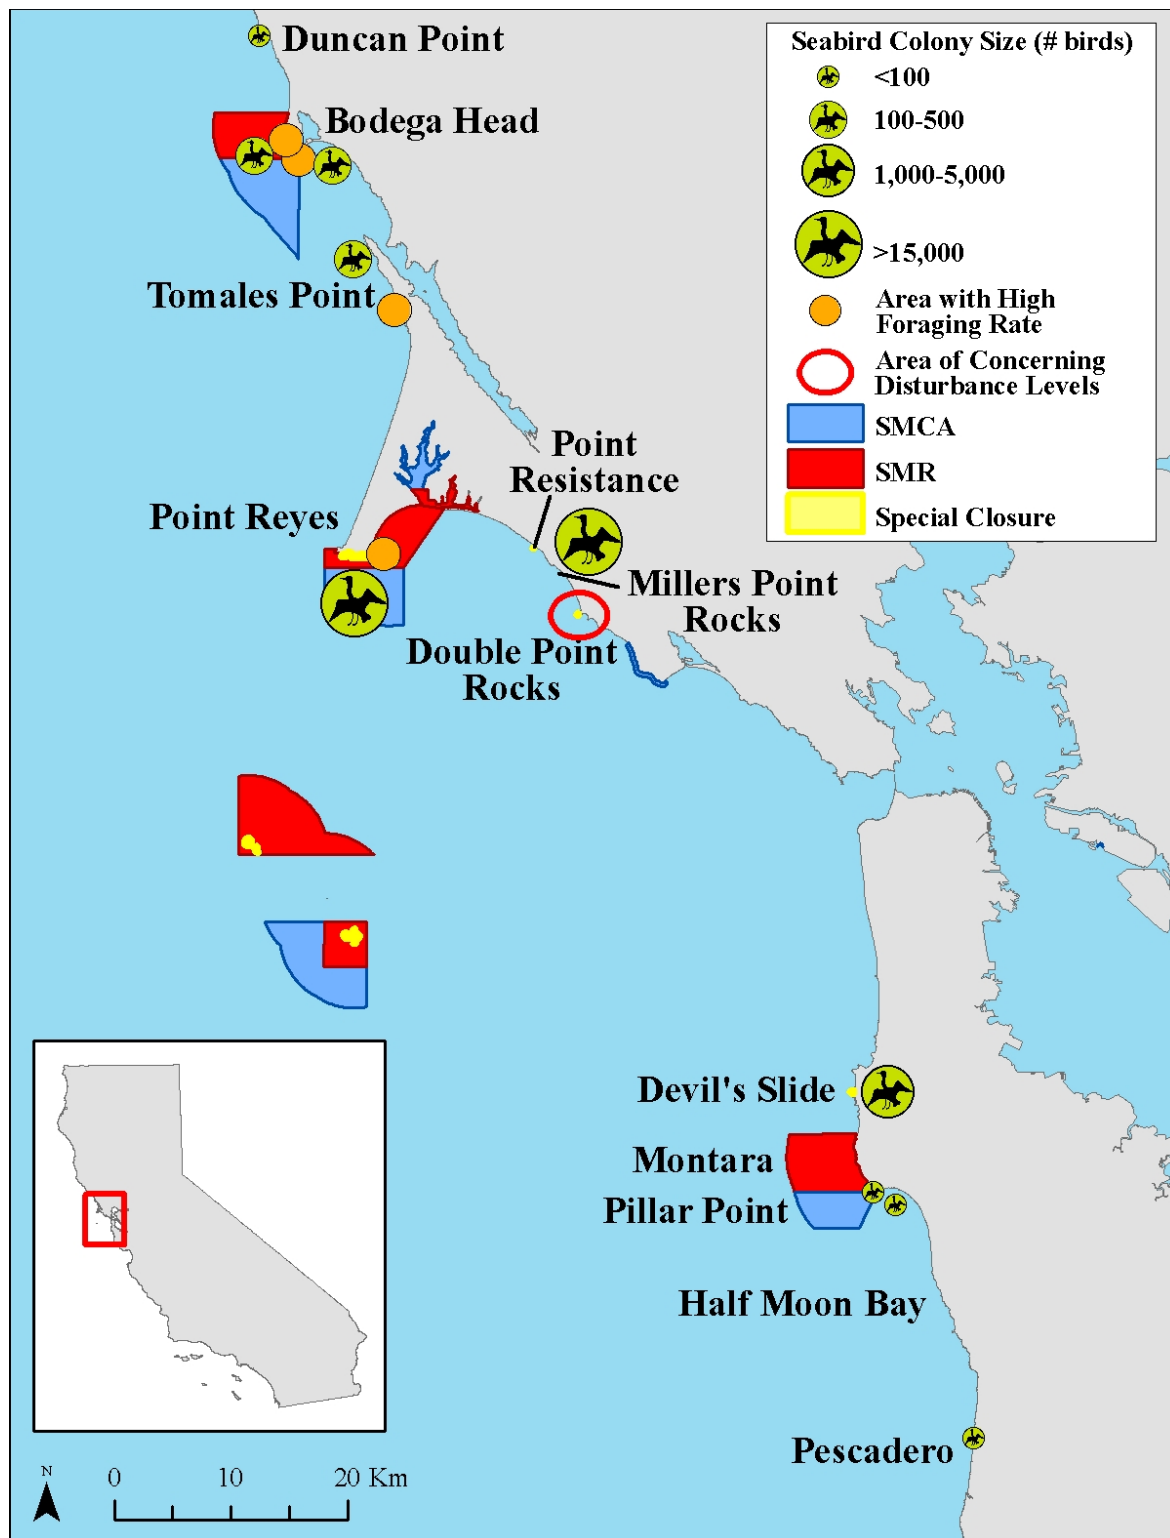 Duncan Point
Bodega Head
Tomales Point
Point
Resistance
Point Reyes
Millers Point
Rocks
Double Point
Rocks
Devil's Slide
Montara
Pillar Point
Half Moon Bay
Pescadero
Seabird Colony Size (# birds)
<100
100-500
1,000-5,000
>15,000
Area with High
Foraging Rate
Area of Concerning
Disturbance Levels
SMCA
SMR
Special Closure
N
0 10 20 Km